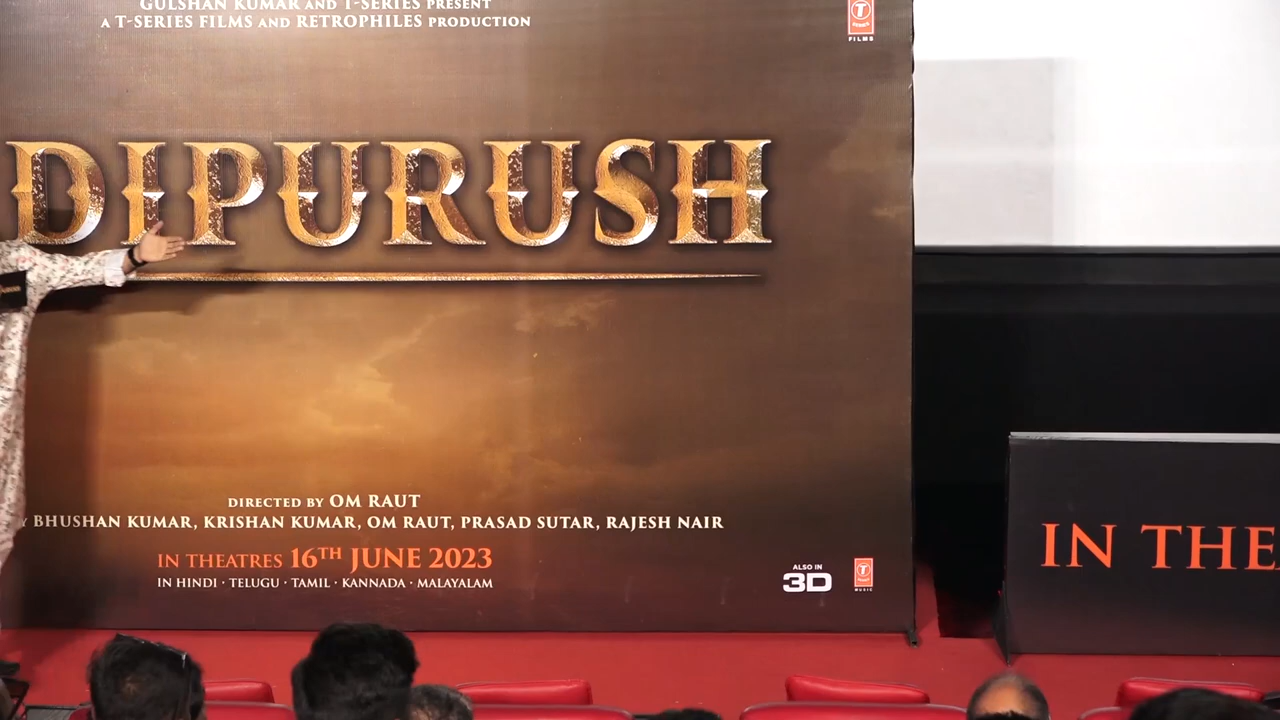 GULSHAN KUMAR AND T-SERIES PRESENT
A T-SERIES FILMS AND RETROPHILES PRODUCTION
T
SERIES
FILMS
DIPURUSH
DIRECTED BY OM RAUT
BHUSHAN KUMAR, KRISHAN KUMAR, OM RAUT, PRASAD SUTAR, RAJESH NAIR
IN THEATRES 16TH JUNE 2023
IN HINDI · TELUGU · TAMIL · KANNADA · MALAYALAM
ALSO IN
3D
T
MUSIC
IN THE